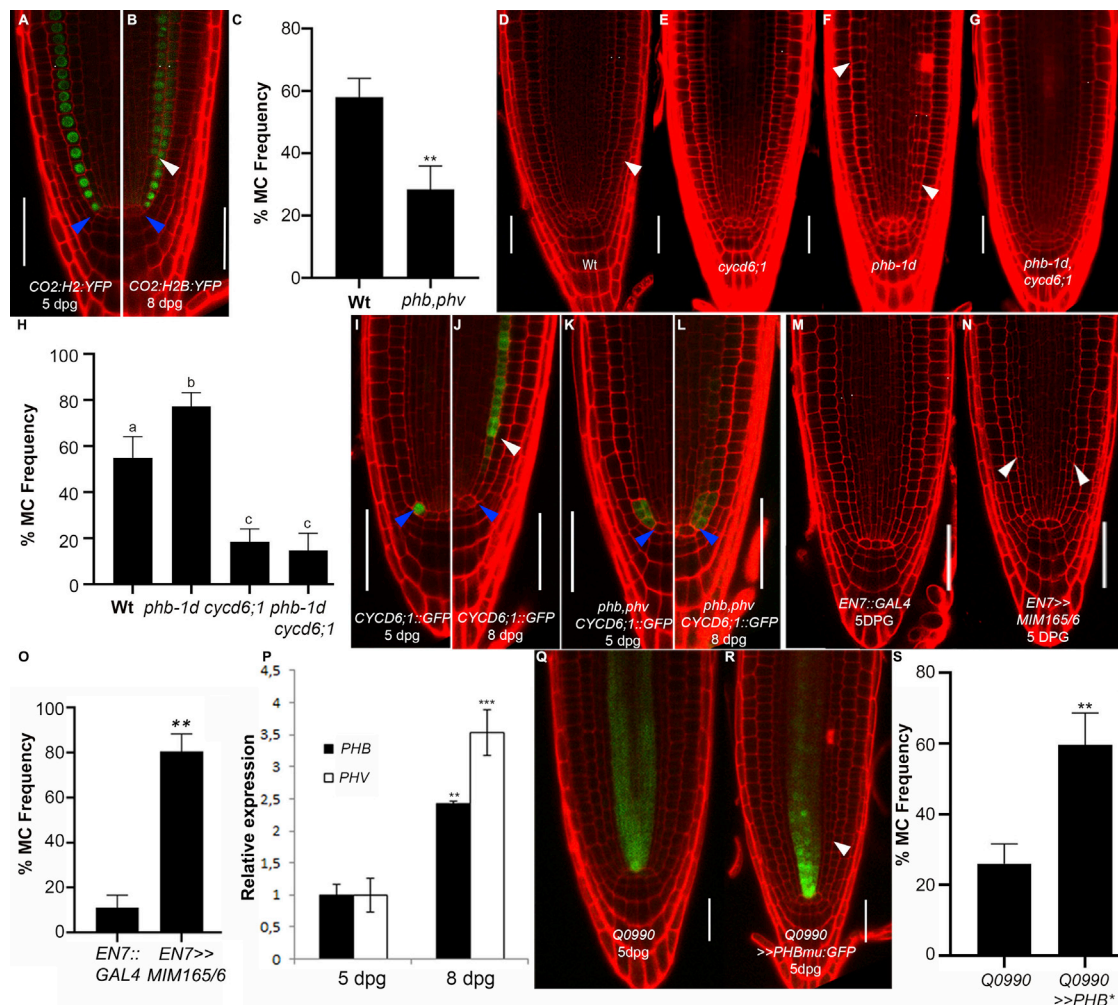 A
B
CO2:H2:YFP
5 dpg
CO2:H2B:YFP
8 dpg
C
% MC Frequency
80
60
40
20
0
**
Wt
phb,phv
D
E
F
G
Wt
cycd6;1
phb-1d
phb-1d,
cycd6;1
H
% MC Frequency
100
80
60
40
20
0
a
b
c
c
Wt
phb-1d
cycd6;1
phb-1d
cycd6;1
I
J
K
L
CYCD6;1::GFP
5 dpg
CYCD6;1::GFP
8 dpg
phb,phv
CYCD6;1::GFP
5 dpg
phb,phv
CYCD6;1::GFP
8 dpg
M
N
EN7::GAL4
5DPG
EN7>>
MIM165/6
5 DPG
O
% MC Frequency
100
80
60
40
20
0
**
EN7::
GAL4
EN7>>
MIM165/6
P
Relative expression
4,5
4
3,5
3
2,5
2
1,5
1
0,5
0
PHB
PHV
**
***
5 dpg
8 dpg
Q
R
Q0990
5dpg
Q0990
>>PHBmu:GFP
5dpg
S
% MC Frequency
80
60
40
20
0
**
Q0990
Q0990
>>PHB*